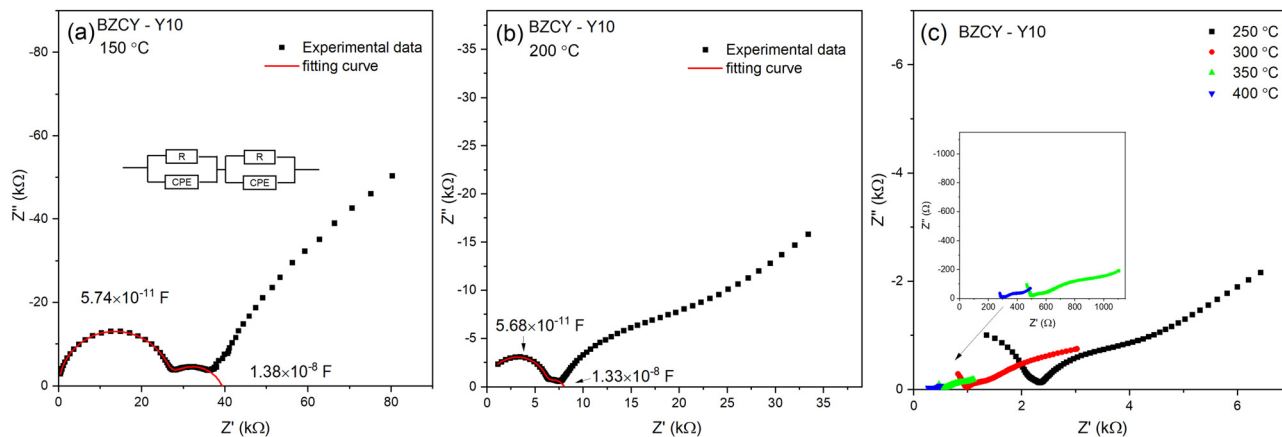 (a)
BZCY - Y10
150 °C
Experimental data
fitting curve
R
R
CPE
CPE
5.74×10⁻¹¹ F
1.38×10⁻⁸ F
-80
-60
-40
-20
0
0
20
40
60
80
Z'' (kΩ)
Z' (kΩ)
(b)
BZCY - Y10
200 °C
Experimental data
fitting curve
5.68×10⁻¹¹ F
1.33×10⁻⁸ F
-35
-30
-25
-20
-15
-10
-5
0
0
5
10
15
20
25
30
35
Z'' (kΩ)
Z' (kΩ)
(c)
BZCY - Y10
250 °C
300 °C
350 °C
400 °C
-6
-4
-2
0
0
2
4
6
Z'' (kΩ)
Z' (kΩ)
-1000
-800
-600
-400
-200
0
0
200
400
600
800
1000
Z'' (Ω)
Z' (Ω)